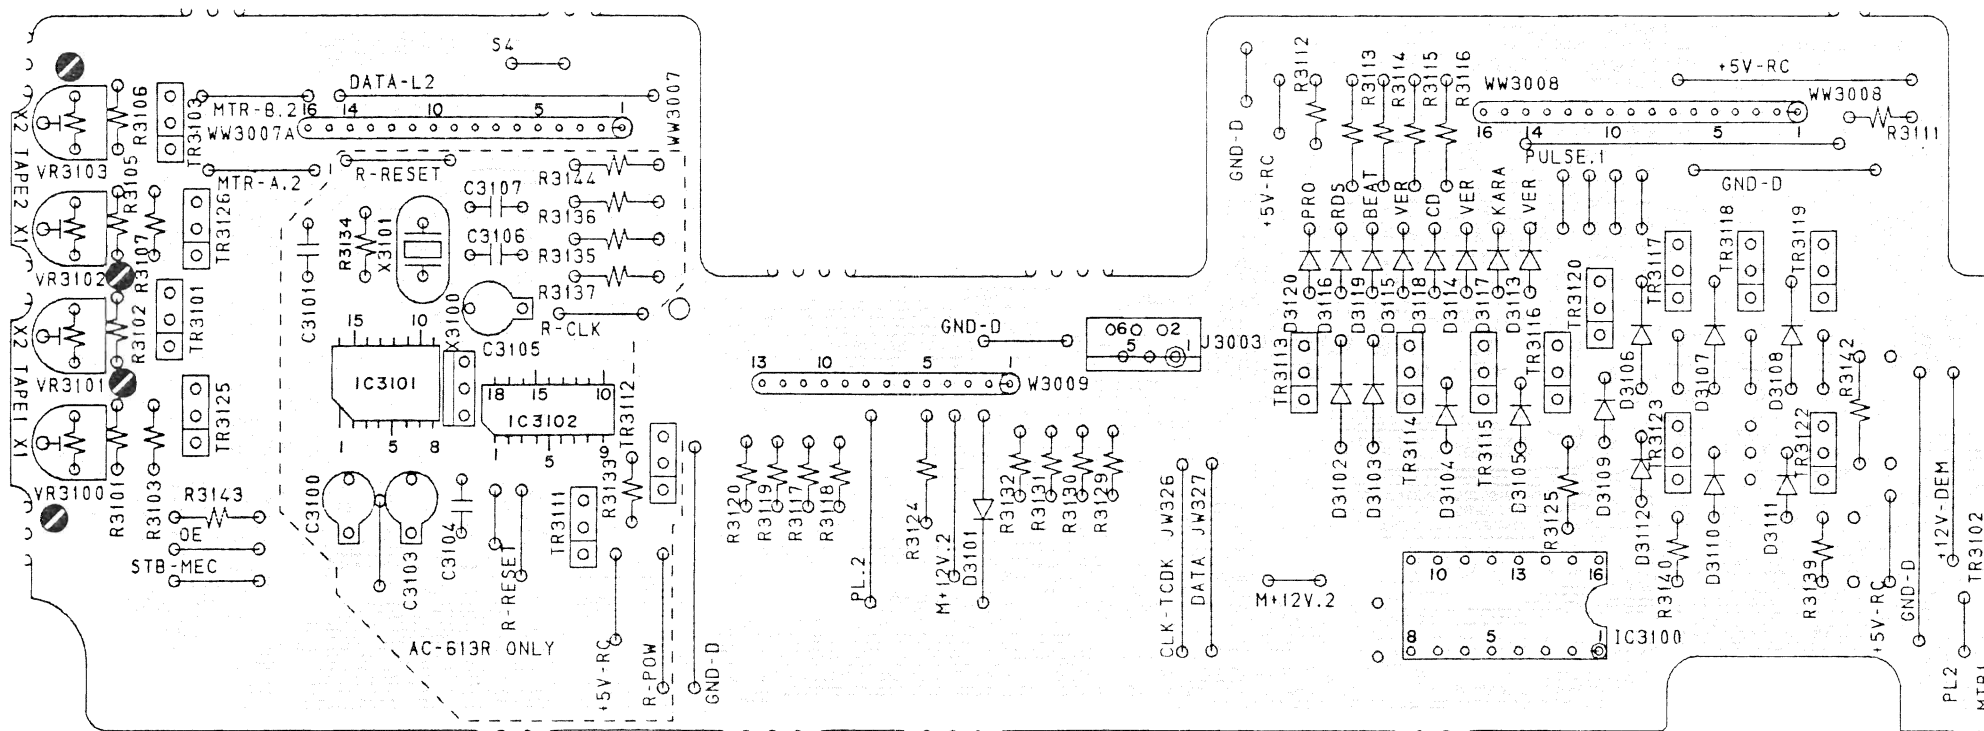 S4
DATA-L2
MTR-B.2
16 14 10 5 1
WW3007A
WW3007
MTR-A.2
R-RESET
X2 TAPE2 X1
X2 TAPE1 X1
VR3103
VR3102
VR3101
VR3100
R3106
R3105
R3107
R3102
R3101
R3103
TR3103
TR3126
TR3101
TR3125
R3143
OE
STB-MEC
C3101
R3134
X3101
C3107
C3106
R3144
R3136
R3135
R3137
R-CLK
X3100
C3105
15 10
IC3101
1 5 8
18 15 10
IC3102
1 5 9
TR3112
C3100
C3103
C3104
R-RESET
TR3111
R3133
AC-613R ONLY
+5V-RC
R-POW
GND-D
GND-D
J3003
6 2
5 1
13 10 5 1
W3009
R3120
R3119
R3117
R3118
PL.2
R3124
M+12V.2
D3101
R3132
R3131
R3130
R3129
CLK-TCDK JW326
DATA JW327
GND-D
+5V-RC
R3112
R3113
R3114
R3115
R3116
WW3008
+5V-RC
WW3008
16 14 10 5 1
R3111
PULSE.1
GND-D
PRO
RDS
BEAT
VER
CD
VER
KARA
VER
D3120
D3116
D3119
D3115
D3118
D3114
D3117
D3113
TR3120
TR3117
TR3118
TR3119
TR3113
TR3116
D3106
D3107
D3108
R3142
D3102
D3103
TR3114
D3104
TR3115
D3105
R3125
D3109
TR3123
TR3122
D3112
D3110
D3111
R3140
R3139
M+12V.2
10 13 16
8 5 1
IC3100
+5V-RC
GND-D
+12V-DEM
TR3102
PL2
MTR1